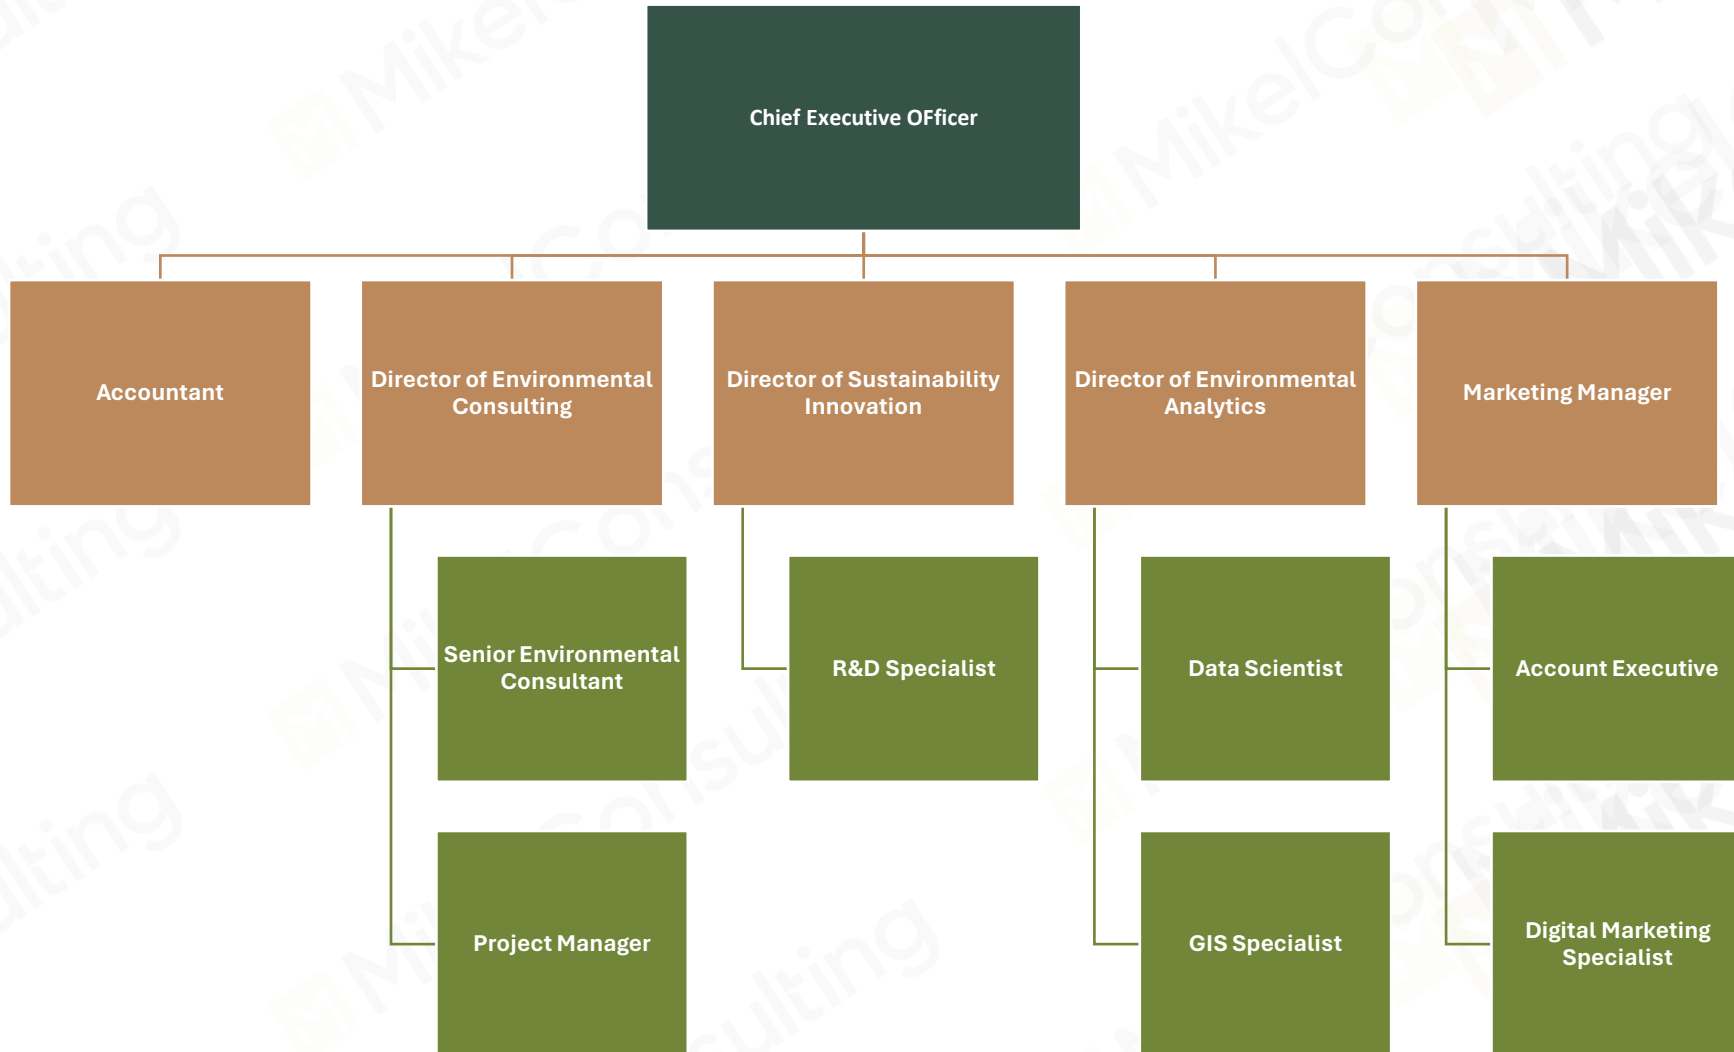 Chief Executive OFficer
Accountant
Director of Environmental
Consulting
Director of Sustainability
Innovation
Director of Environmental
Analytics
Marketing Manager
Senior Environmental
Consultant
R&D Specialist
Data Scientist
Account Executive
Project Manager
GIS Specialist
Digital Marketing
Specialist